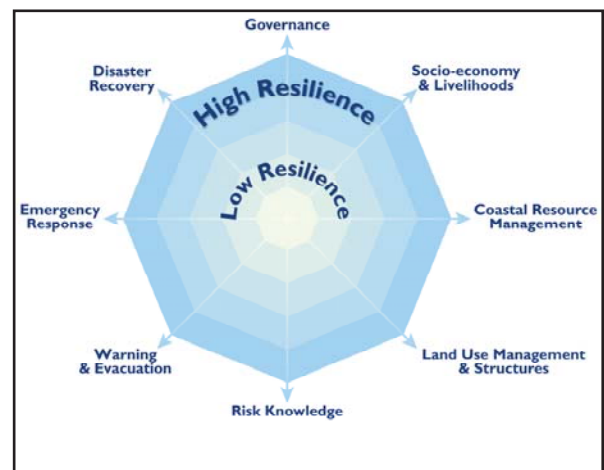 Governance
Disaster
Recovery
Socio-economy
& Livelihoods
High Resilience
Low Resilience
Emergency
Response
Coastal Resource
Management
Warning
& Evacuation
Land Use Management
& Structures
Risk Knowledge